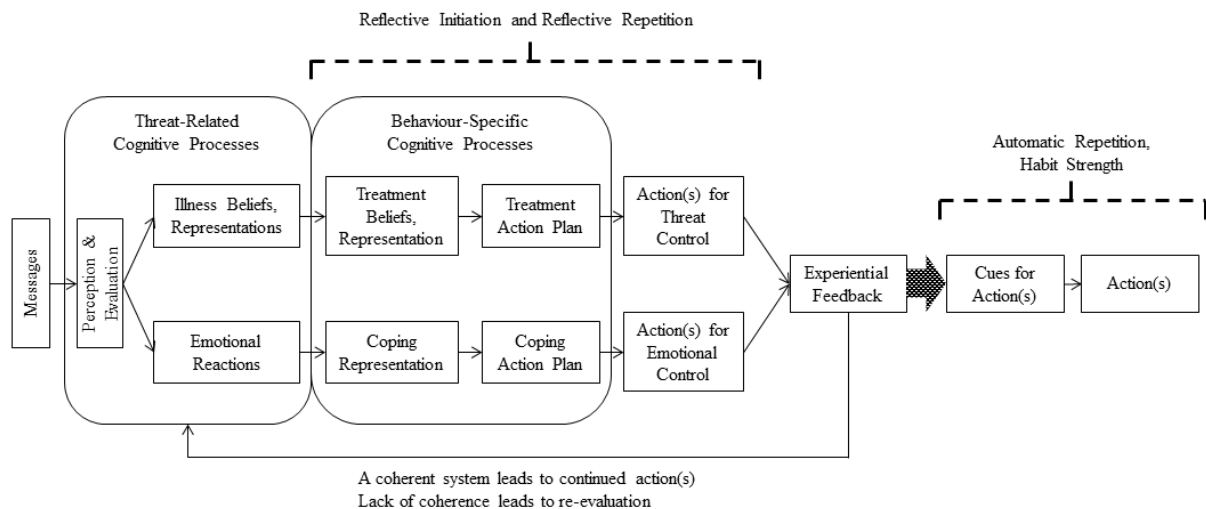 Reflective Initiation and Reflective Repetition
Threat-Related
Cognitive Processes
Behaviour-Specific
Cognitive Processes
Automatic Repetition,
Habit Strength
Messages
Perception &
Evaluation
Illness Beliefs,
Representations
Treatment
Beliefs,
Representation
Treatment
Action Plan
Action(s) for
Threat
Control
Emotional
Reactions
Coping
Representation
Coping
Action Plan
Action(s) for
Emotional
Control
Experiential
Feedback
Cues for
Action(s)
Action(s)
A coherent system leads to continued action(s)
Lack of coherence leads to re-evaluation